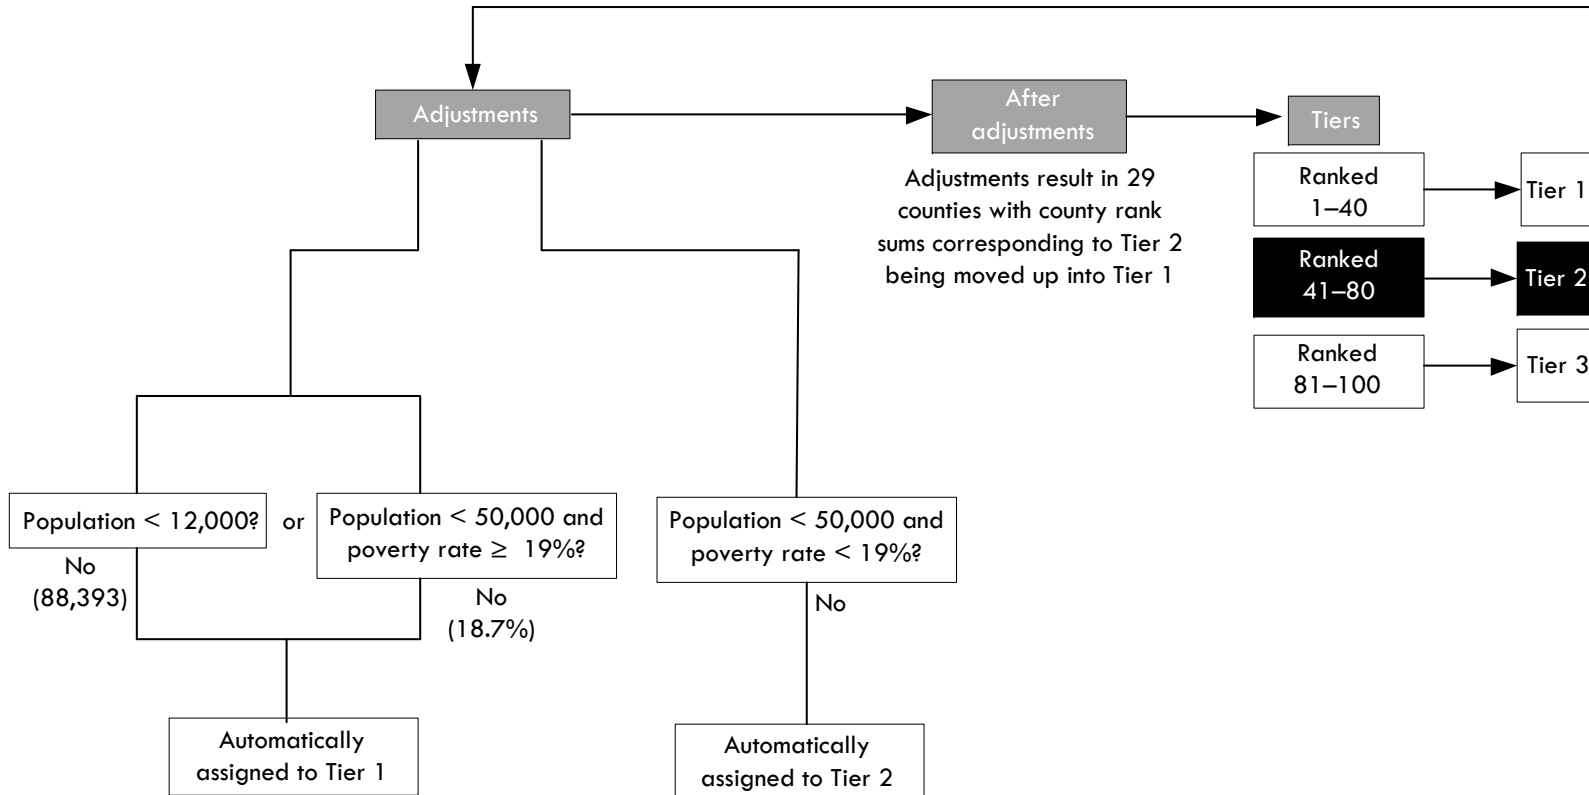 Adjustments
After
adjustments
Adjustments result in 29
counties with county rank
sums corresponding to Tier 2
being moved up into Tier 1
Tiers
Ranked
1–40
Tier 1
Ranked
41–80
Tier 2
Ranked
81–100
Tier 3
Population < 12,000?
No
(88,393)
or
Population < 50,000 and
poverty rate ≥ 19%?
No
(18.7%)
Population < 50,000 and
poverty rate < 19%?
No
Automatically
assigned to Tier 1
Automatically
assigned to Tier 2